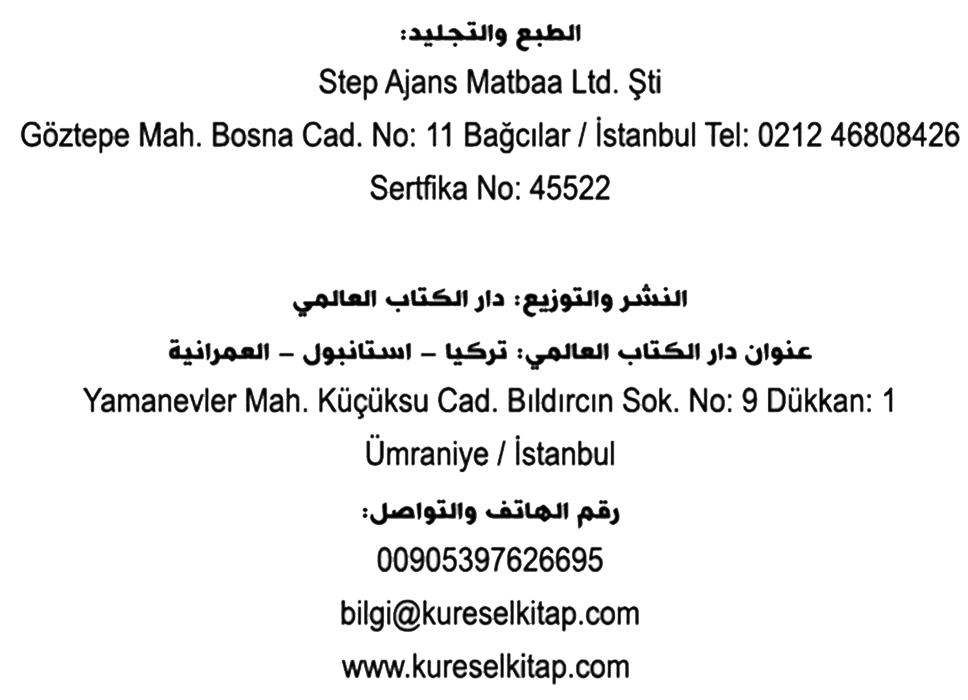 الطبع والتجليد:
Step Ajans Matbaa Ltd. Şti
Göztepe Mah. Bosna Cad. No: 11 Bağcılar / İstanbul Tel: 0212 46808426
Sertfika No: 45522
النشر والتوزيع: دار الكتاب العالمي
عنوان دار الكتاب العالمي: تركيا - استانبول - العمرانية
Yamanevler Mah. Küçüksu Cad. Bıldırcın Sok. No: 9 Dükkan: 1
Ümraniye / İstanbul
رقم الهاتف والتواصل:
00905397626695
bilgi@kureselkitap.com
www.kureselkitap.com